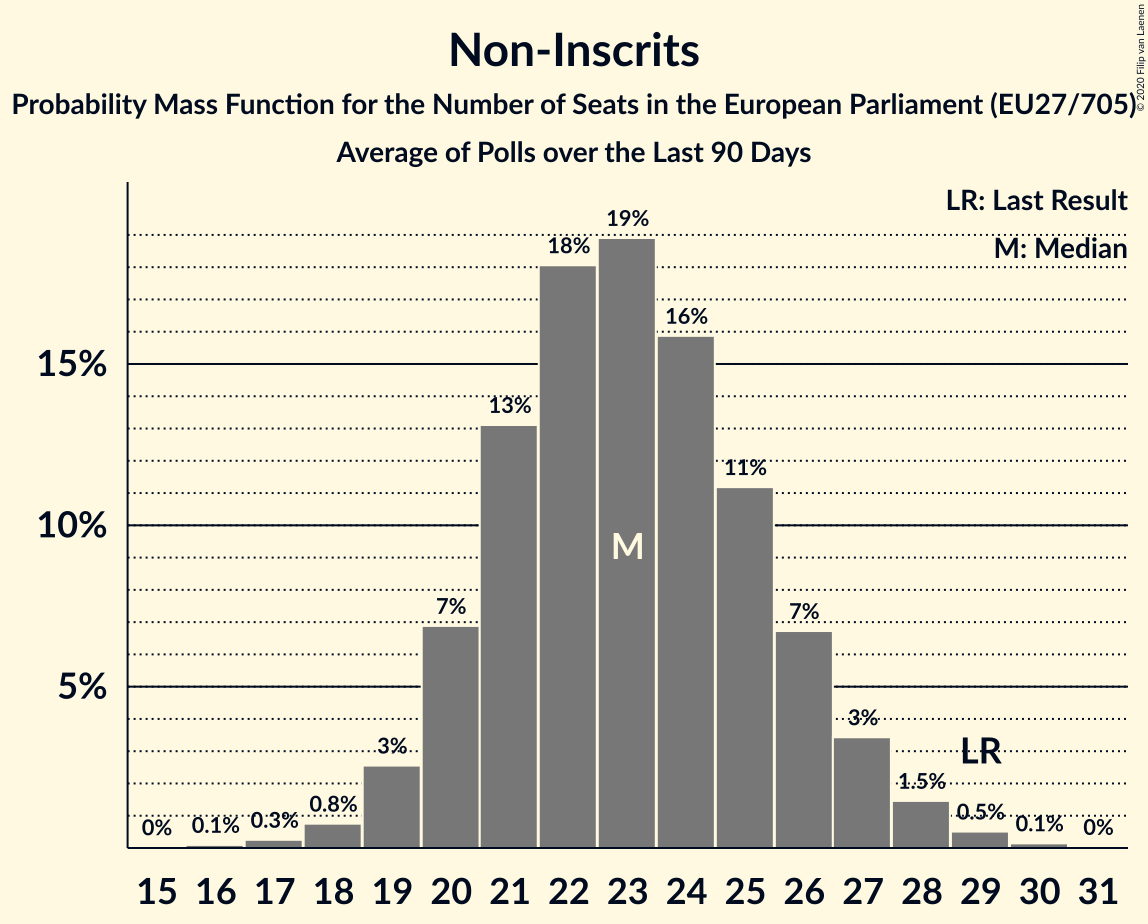 Non-Inscrits
Probability Mass Function for the Number of Seats in the European Parliament (EU27/705)
Average of Polls over the Last 90 Days
© 2020 Filip van Laenen
LR: Last Result
M: Median
15%
10%
5%
0%
0.1%
0.3%
0.8%
3%
7%
13%
18%
19%
16%
11%
7%
3%
1.5%
0.5%
0.1%
0%
M
LR
15 16 17 18 19 20 21 22 23 24 25 26 27 28 29 30 31